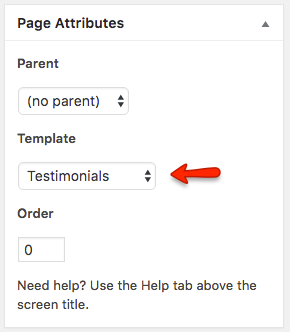 Page Attributes
Parent
(no parent)
Template
Testimonials
Order
0
Need help? Use the Help tab above the
screen title.